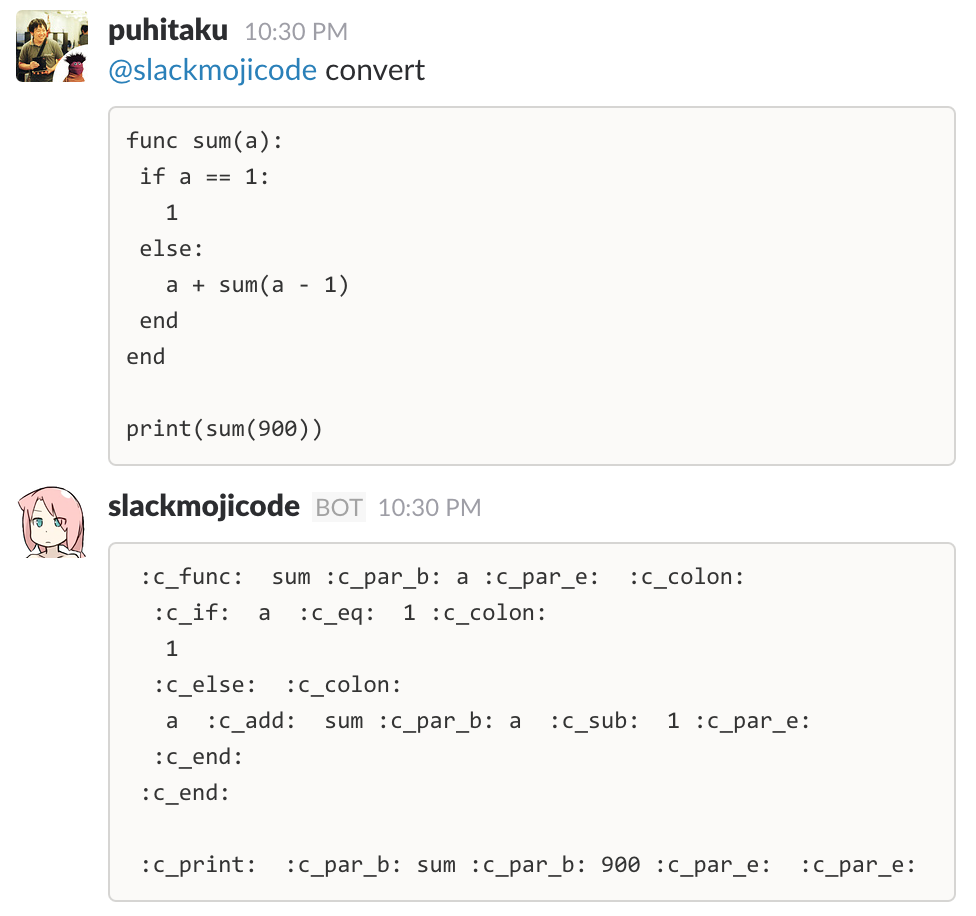 puhitaku 10:30 PM
@slackmojicode convert
func sum(a):
 if a == 1:
   1
 else:
   a + sum(a - 1)
 end
end

print(sum(900))
slackmojicode BOT 10:30 PM
 :c_func:  sum :c_par_b: a :c_par_e:  :c_colon:
  :c_if:  a  :c_eq:  1 :c_colon:
   1
  :c_else:  :c_colon:
   a  :c_add:  sum :c_par_b: a  :c_sub:  1 :c_par_e:
  :c_end:
 :c_end:

 :c_print:  :c_par_b: sum :c_par_b: 900 :c_par_e:  :c_par_e: